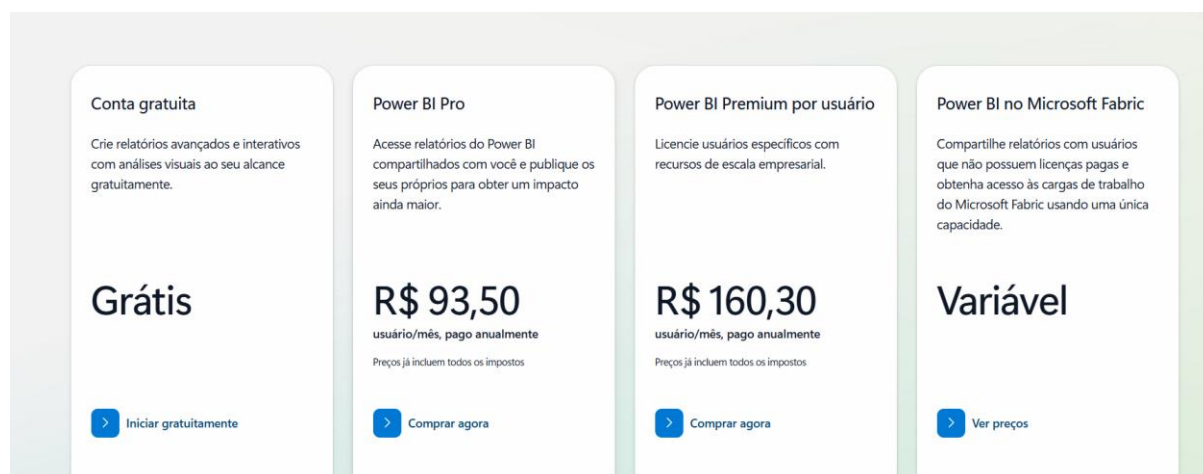 Conta gratuita
Crie relatórios avançados e interativos
com análises visuais ao seu alcance
gratuitamente.
Grátis
Iniciar gratuitamente
Power BI Pro
Acesse relatórios do Power BI
compartilhados com você e publique os
seus próprios para obter um impacto
ainda maior.
R$ 93,50
usuário/mês, pago anualmente
Preços já incluem todos os impostos
Comprar agora
Power BI Premium por usuário
Licencie usuários específicos com
recursos de escala empresarial.
R$ 160,30
usuário/mês, pago anualmente
Preços já incluem todos os impostos
Comprar agora
Power BI no Microsoft Fabric
Compartilhe relatórios com usuários
que não possuem licenças pagas e
obtenha acesso às cargas de trabalho
do Microsoft Fabric usando uma única
capacidade.
Variável
Ver preços